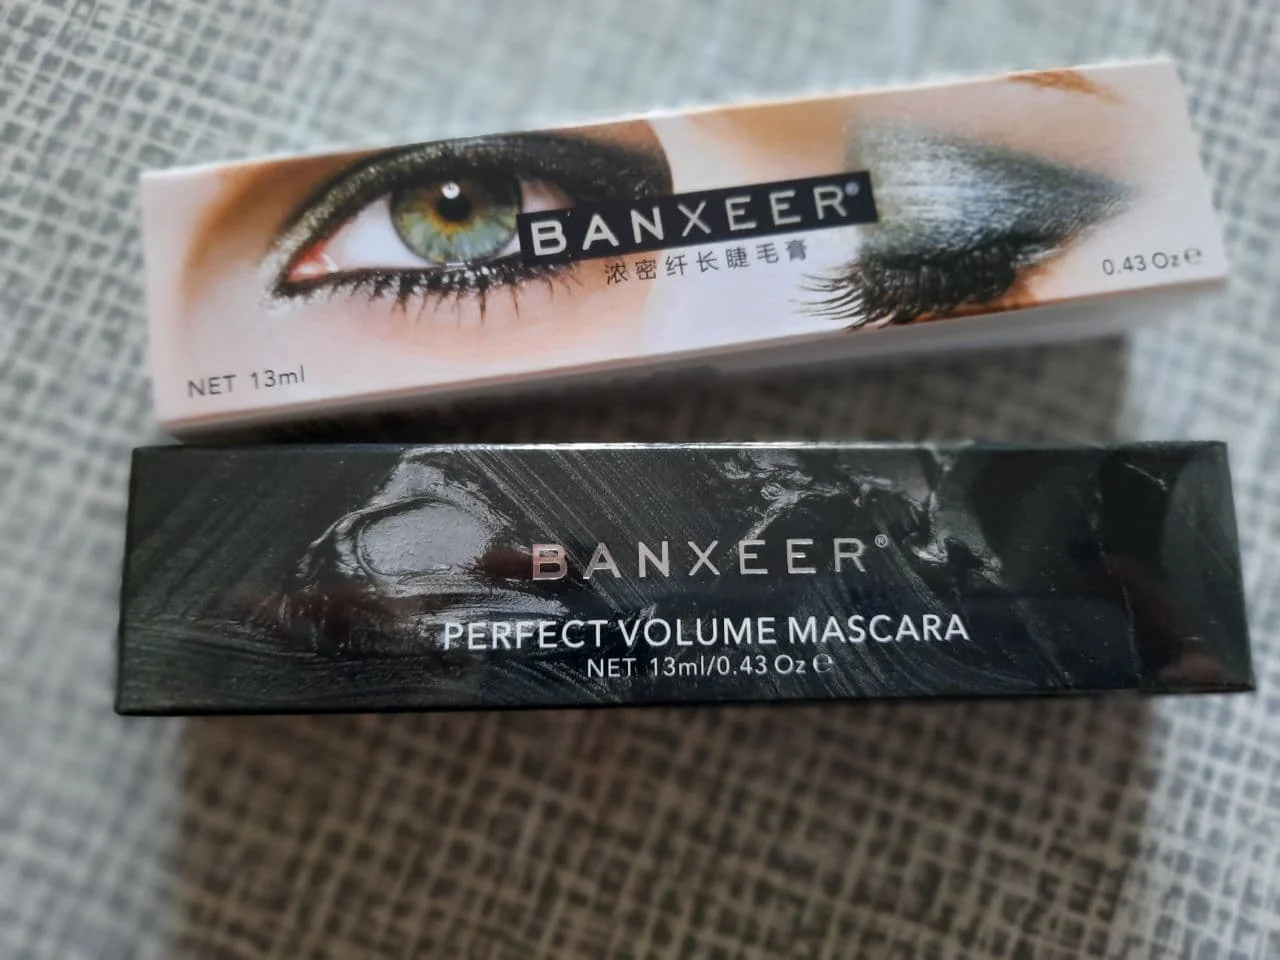 BANXEER®
浓密纤长睫毛膏
0.43 Oz ℮
NET 13ml
BANXEER®
PERFECT VOLUME MASCARA
NET 13ml/0.43 Oz ℮